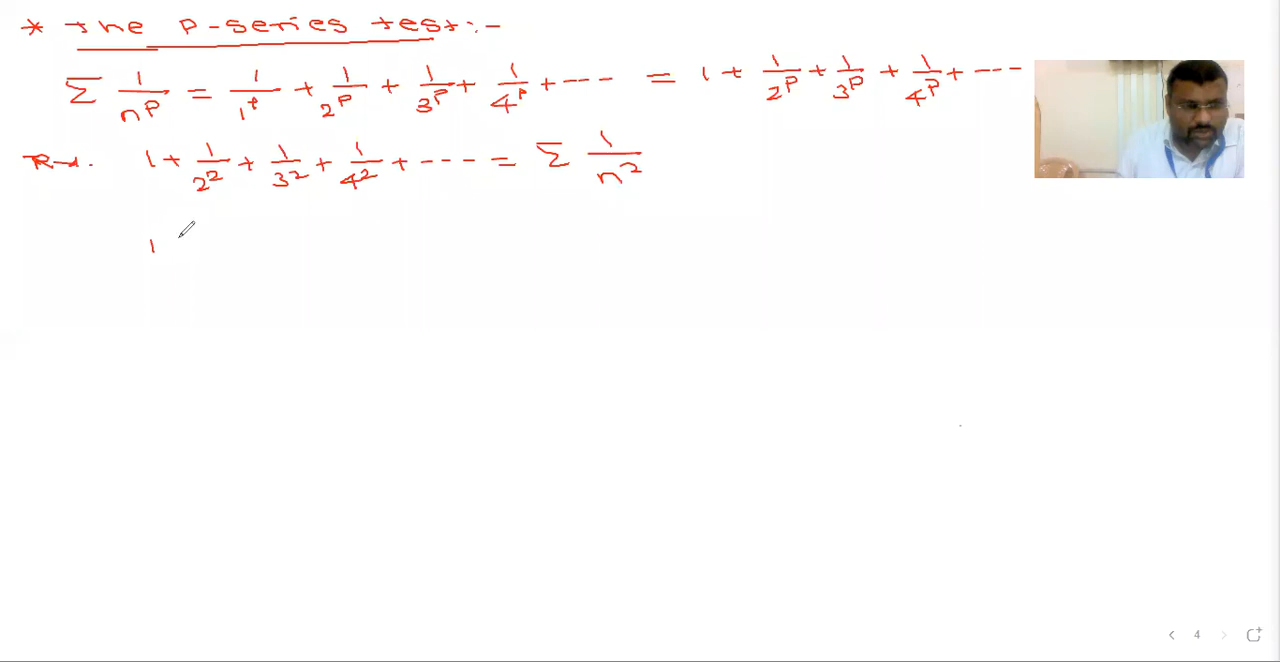 * The P-series test:-
Σ 1/n^p = 1/1^p + 1/2^p + 1/3^p + 1/4^p + --- = 1 + 1/2^p + 1/3^p + 1/4^p + ---
1 + 1/2^2 + 1/3^2 + 1/4^2 + ---- = Σ 1/n^2
1
< 4 >